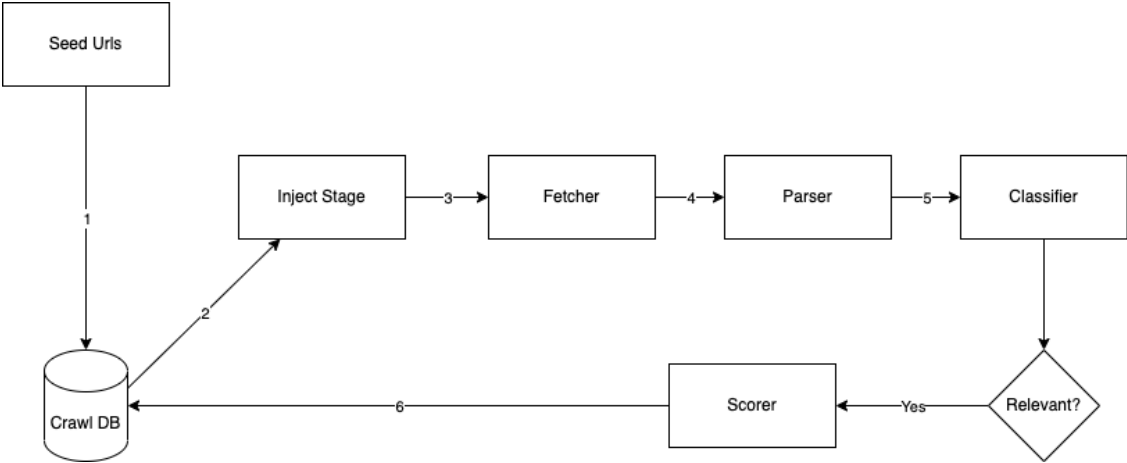 Seed Urls
1
Inject Stage
3
Fetcher
4
Parser
5
Classifier
2
Crawl DB
6
Scorer
Yes
Relevant?